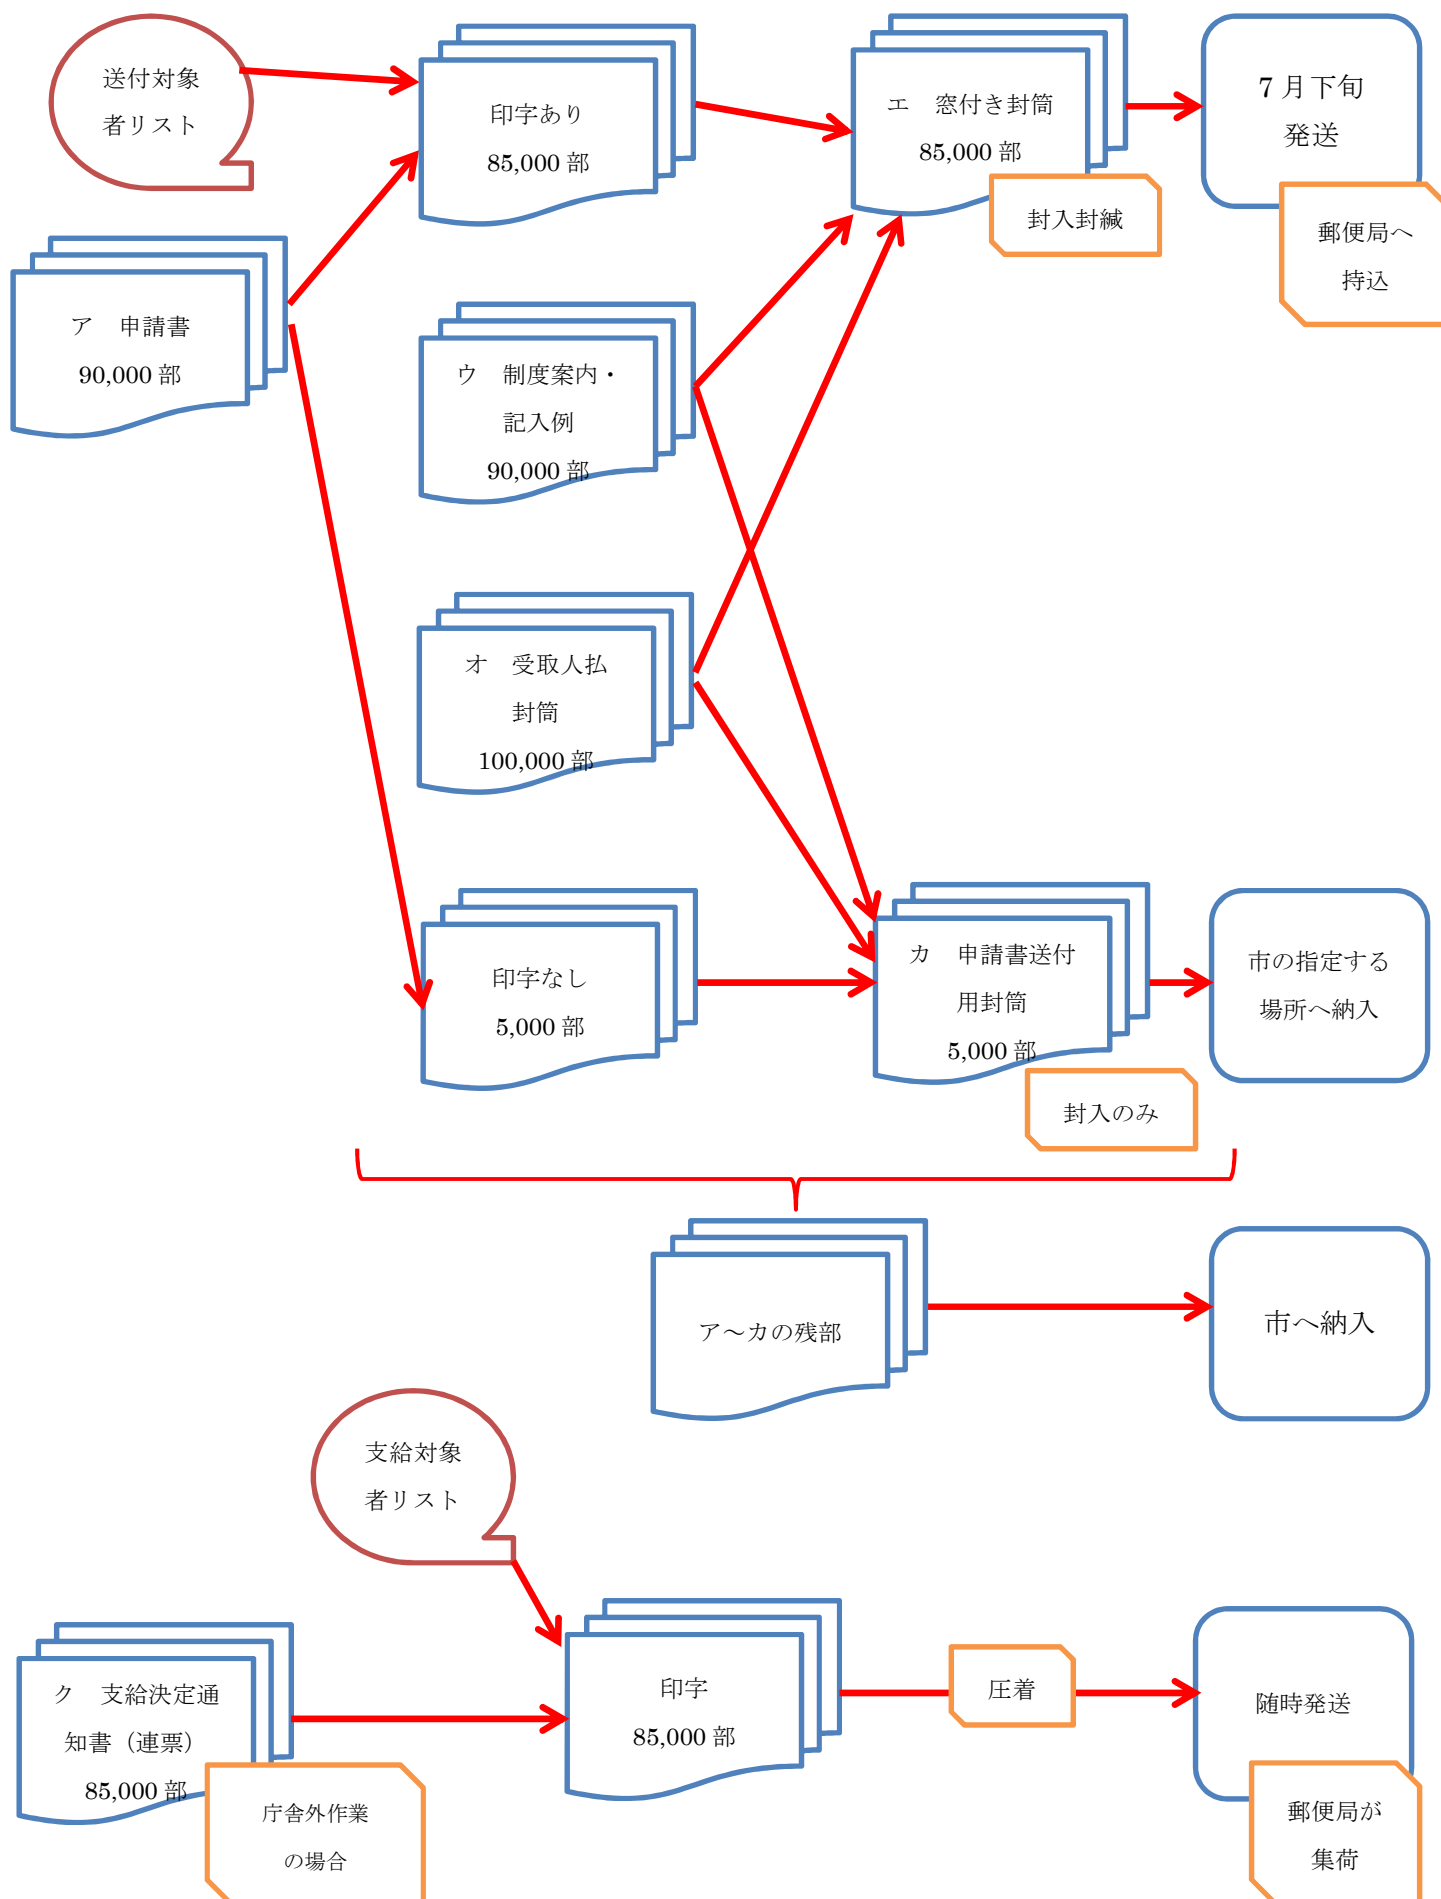 送付対象
者リスト
印字あり
85,000 部
エ　窓付き封筒
85,000 部
封入封緘
7 月下旬
発送
郵便局へ
持込
ア　申請書
90,000 部
ウ　制度案内・
記入例
90,000 部
オ　受取人払
封筒
100,000 部
印字なし
5,000 部
カ　申請書送付
用封筒
5,000 部
封入のみ
市の指定する
場所へ納入
ア～カの残部
市へ納入
支給対象
者リスト
ク　支給決定通
知書（連票）
85,000 部
庁舎外作業
の場合
印字
85,000 部
圧着
随時発送
郵便局が
集荷